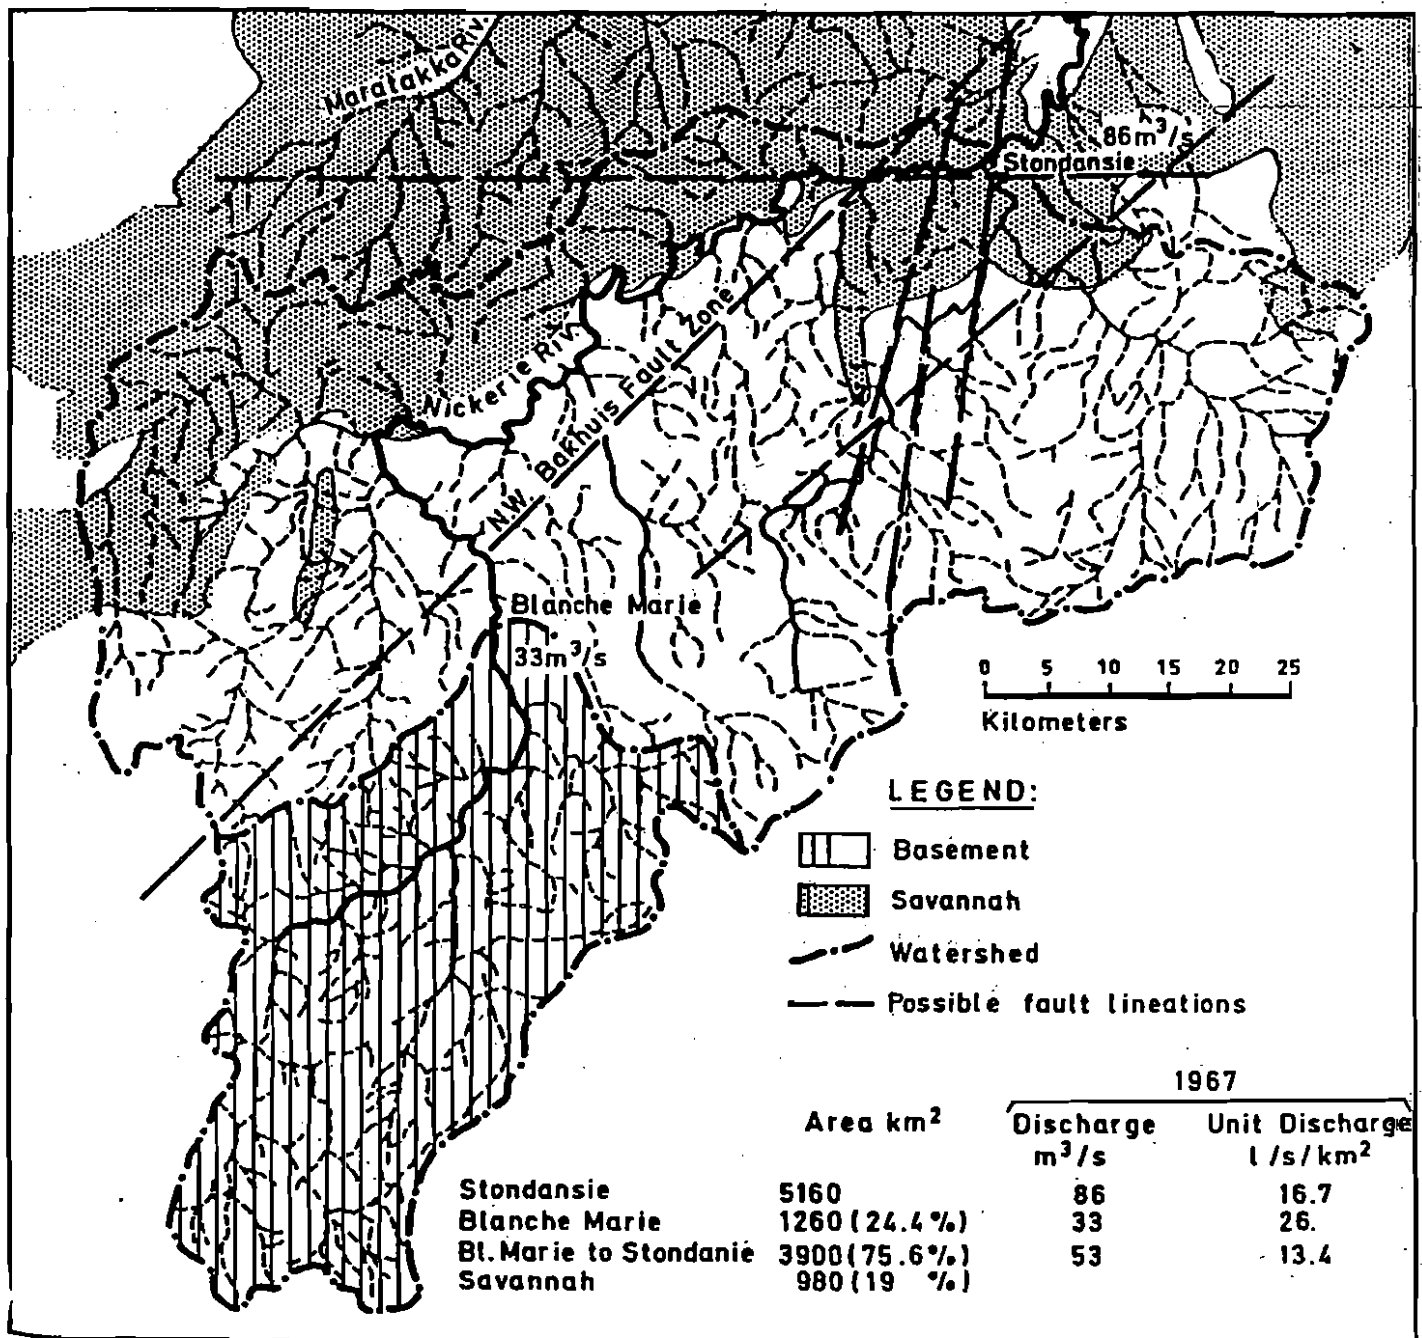 Maratakka Riv.
86 m³/s
Stondansie
Nickerie Riv.
N.W. Bakhuis Fault Zone
Blanche Marie
33m³/s
0 5 10 15 20 25
Kilometers
LEGEND:
Basement
Savannah
Watershed
Possible fault lineations
1967
Area km² Discharge Unit Discharge
m³/s l /s/km²
Stondansie 5160 86 16.7
Blanche Marie 1260 (24.4 %) 33 26.
Bl. Marie to Stondanie 3900 (75.6 %) 53 13.4
Savannah 980 (19 %)